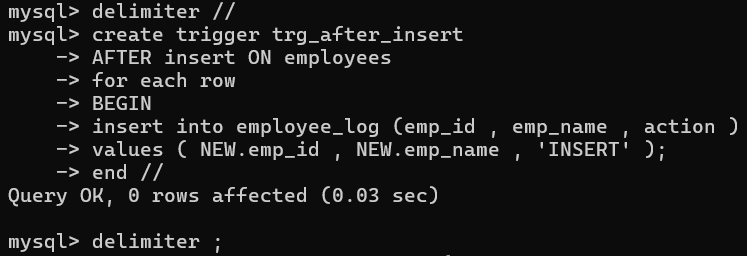 mysql> delimiter //
mysql> create trigger trg_after_insert
    -> AFTER insert ON employees
    -> for each row
    -> BEGIN
    -> insert into employee_log (emp_id , emp_name , action )
    -> values ( NEW.emp_id , NEW.emp_name , 'INSERT' );
    -> end //
Query OK, 0 rows affected (0.03 sec)

mysql> delimiter ;